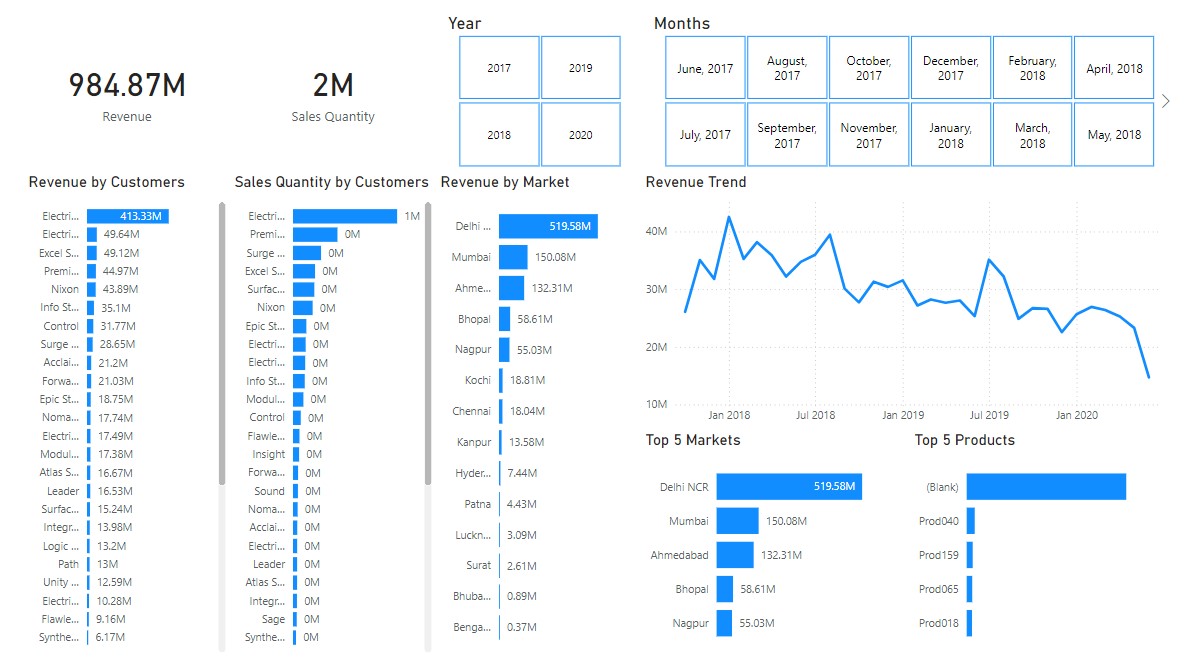 Year
Months
2017
2019
2018
2020
June, 2017
August, 2017
October, 2017
December, 2017
February, 2018
April, 2018
July, 2017
September, 2017
November, 2017
January, 2018
March, 2018
May, 2018
984.87M
Revenue
2M
Sales Quantity
Revenue by Customers
Electri... 413.33M
Electri... 49.64M
Excel S... 49.12M
Premi... 44.97M
Nixon 43.89M
Info St... 35.1M
Control 31.77M
Surge ... 28.65M
Acclai... 21.2M
Forwa... 21.03M
Epic St... 18.75M
Noma... 17.74M
Electri... 17.49M
Modul... 17.38M
Atlas S... 16.67M
Leader 16.53M
Surfac... 15.24M
Integr... 13.98M
Logic ... 13.2M
Path 13M
Unity ... 12.59M
Electri... 10.28M
Flawle... 9.16M
Synthe... 6.17M
Sales Quantity by Customers
Electri... 1M
Premi... 0M
Surge ... 0M
Excel S... 0M
Surfac... 0M
Nixon 0M
Epic St... 0M
Electri... 0M
Electri... 0M
Info St... 0M
Modul... 0M
Control 0M
Flawle... 0M
Insight 0M
Forwa... 0M
Sound 0M
Noma... 0M
Acclai... 0M
Electri... 0M
Leader 0M
Atlas S... 0M
Integr... 0M
Sage 0M
Synthe... 0M
Revenue by Market
Delhi ... 519.58M
Mumbai 150.08M
Ahme... 132.31M
Bhopal 58.61M
Nagpur 55.03M
Kochi 18.81M
Chennai 18.04M
Kanpur 13.58M
Hyder... 7.44M
Patna 4.43M
Luckn... 3.09M
Surat 2.61M
Bhuba... 0.89M
Benga... 0.37M
Revenue Trend
40M
30M
20M
10M
Jan 2018 Jul 2018 Jan 2019 Jul 2019 Jan 2020
Top 5 Markets
Delhi NCR 519.58M
Mumbai 150.08M
Ahmedabad 132.31M
Bhopal 58.61M
Nagpur 55.03M
Top 5 Products
(Blank)
Prod040
Prod159
Prod065
Prod018